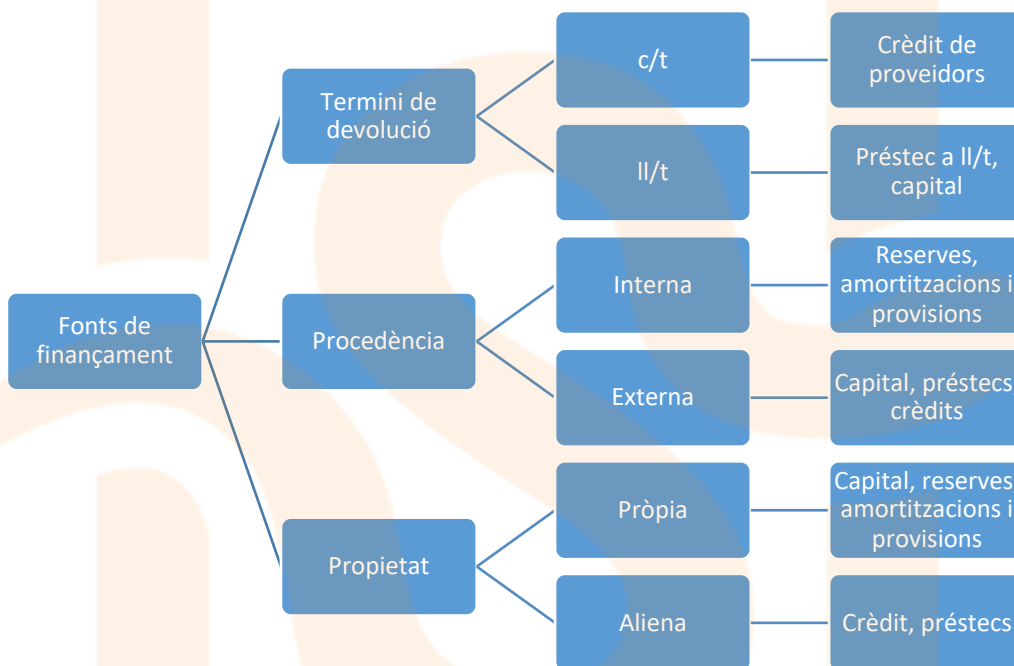 Fonts de
finançament
Termini de
devolució
c/t
Crèdit de
proveidors
ll/t
Préstec a ll/t,
capital
Procedència
Interna
Reserves,
amortitzacions i
provisions
Externa
Capital, préstecs,
crèdits
Propietat
Pròpia
Capital, reserves,
amortitzacions i
provisions
Aliena
Crèdit, préstecs